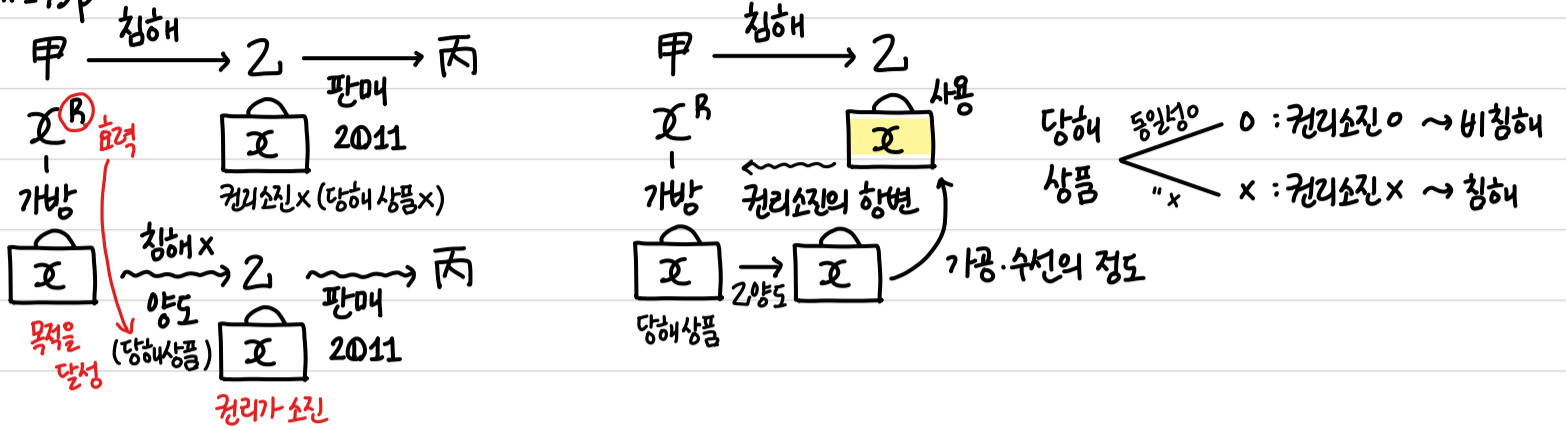 甲 침해 乙 판매 丙
x Ⓡ 효력
x 2011
가방 권리소진 x (당해 상품 x)
x 침해 x 乙 판매 丙
양도
(당해상품) x 2011
목적을
달성
권리가 소진
甲 침해 乙
x R x 사용
가방 권리소진의 항변
x 乙양도 x 가공·수선의 정도
당해상품
당해 상품
동일성 o o : 권리소진 o ⤳ 비침해
" x x : 권리소진 x ⤳ 침해